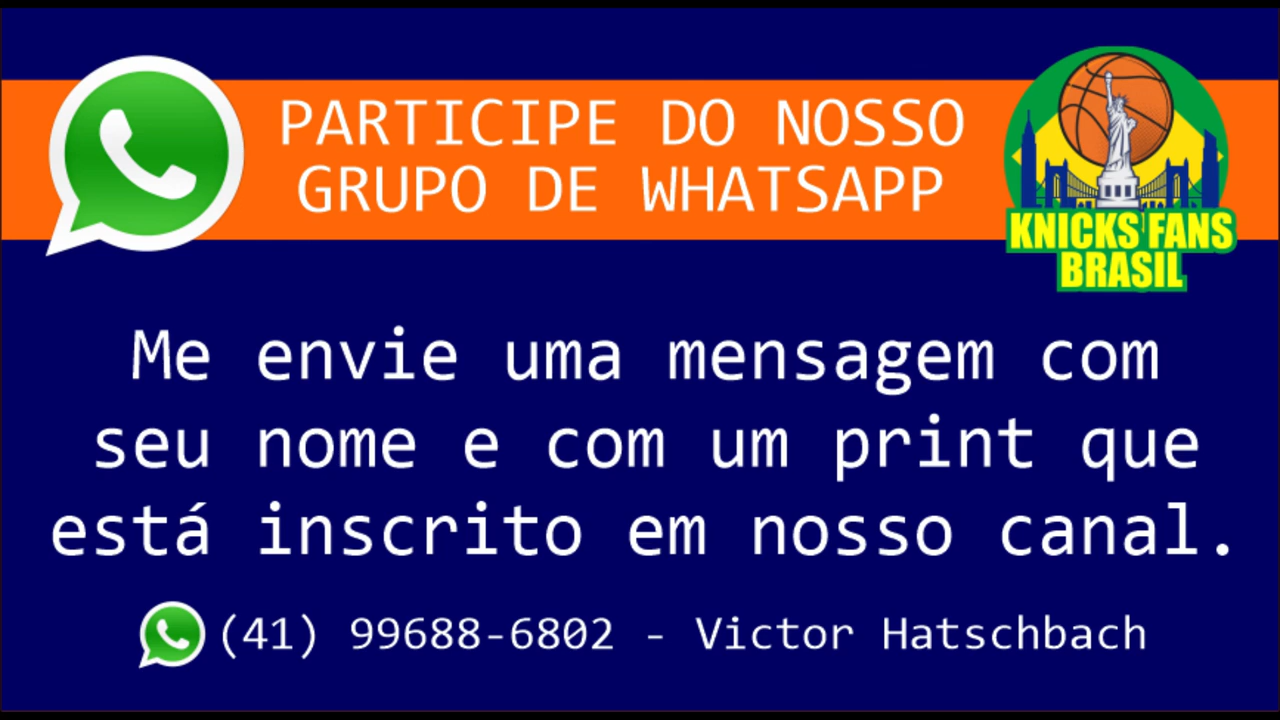 PARTICIPE DO NOSSO
GRUPO DE WHATSAPP
KNICKS FANS
BRASIL
Me envie uma mensagem com
seu nome e com um print que
está inscrito em nosso canal.
(41) 99688-6802 - Victor Hatschbach